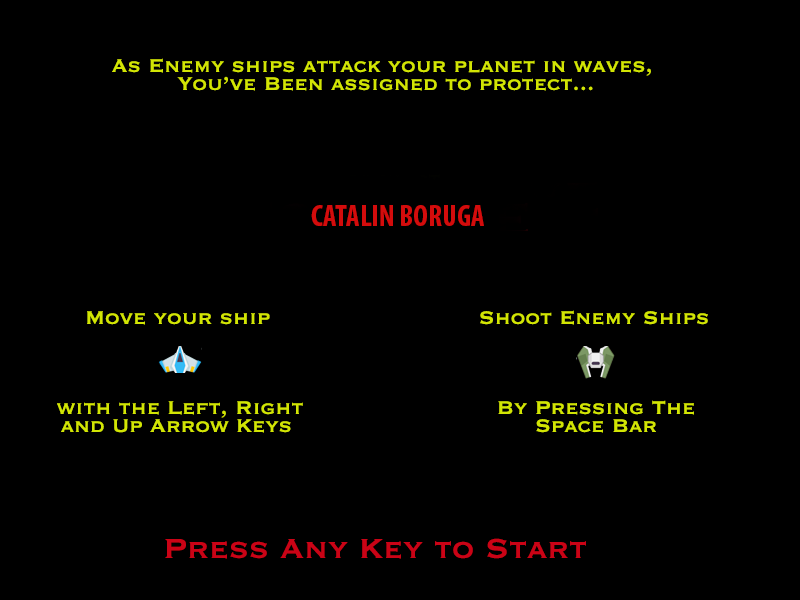 As Enemy ships attack your planet in waves,
You've Been assigned to protect...
CATALIN BORUGA
Move your ship
with the Left, Right
and Up Arrow Keys
Shoot Enemy Ships
By Pressing The
Space Bar
Press Any Key to Start